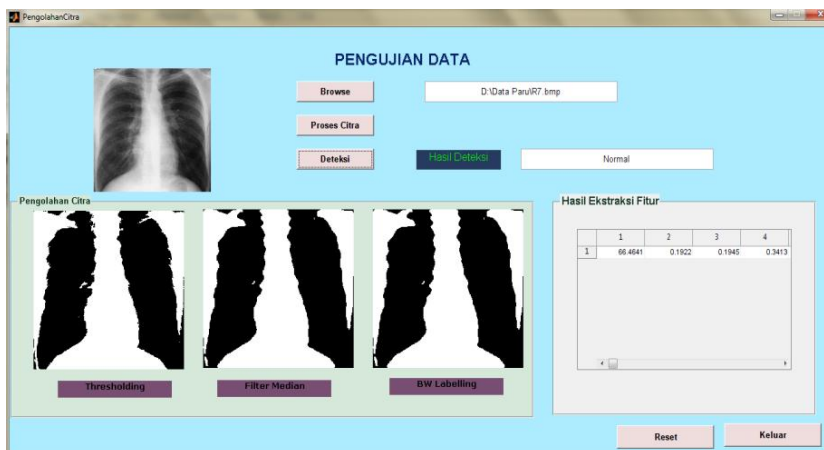 PengolahanCitra
PENGUJIAN DATA
Browse
D:\Data Paru\R7.bmp
Proses Citra
Deteksi
Hasil Deteksi
Normal
Pengolahan Citra
Thresholding
Filter Median
BW Labelling
Hasil Ekstraksi Fitur
1 2 3 4
1 66.4641 0.1922 0.1945 0.3413
Reset
Keluar